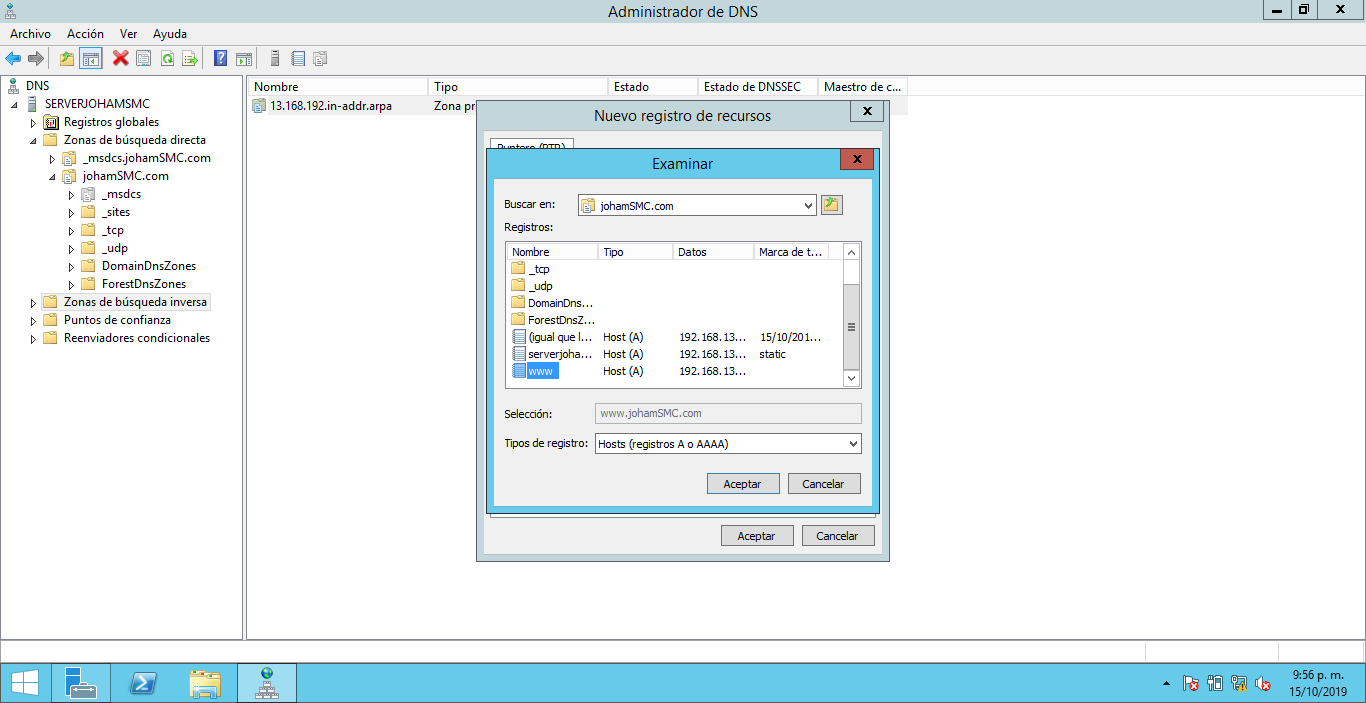 Administrador de DNS
Archivo Acción Ver Ayuda
DNS
SERVERJOHAMSMC
Registros globales
Zonas de búsqueda directa
_msdcs.johamSMC.com
johamSMC.com
_msdcs
_sites
_tcp
_udp
DomainDnsZones
ForestDnsZones
Zonas de búsqueda inversa
Puntos de confianza
Reenviadores condicionales
Nombre Tipo Estado Estado de DNSSEC Maestro de c...
13.168.192.in-addr.arpa Zona pr
Nuevo registro de recursos
Puntero (PTR)
Examinar
Buscar en: johamSMC.com
Registros:
Nombre Tipo Datos Marca de t...
_tcp
_udp
DomainDns...
ForestDnsZ...
(igual que l... Host (A) 192.168.13... 15/10/201...
serverjoha... Host (A) 192.168.13... static
www Host (A) 192.168.13...
Selección: www.johamSMC.com
Tipos de registro: Hosts (registros A o AAAA)
Aceptar Cancelar
Aceptar Cancelar
9:56 p. m.
15/10/2019